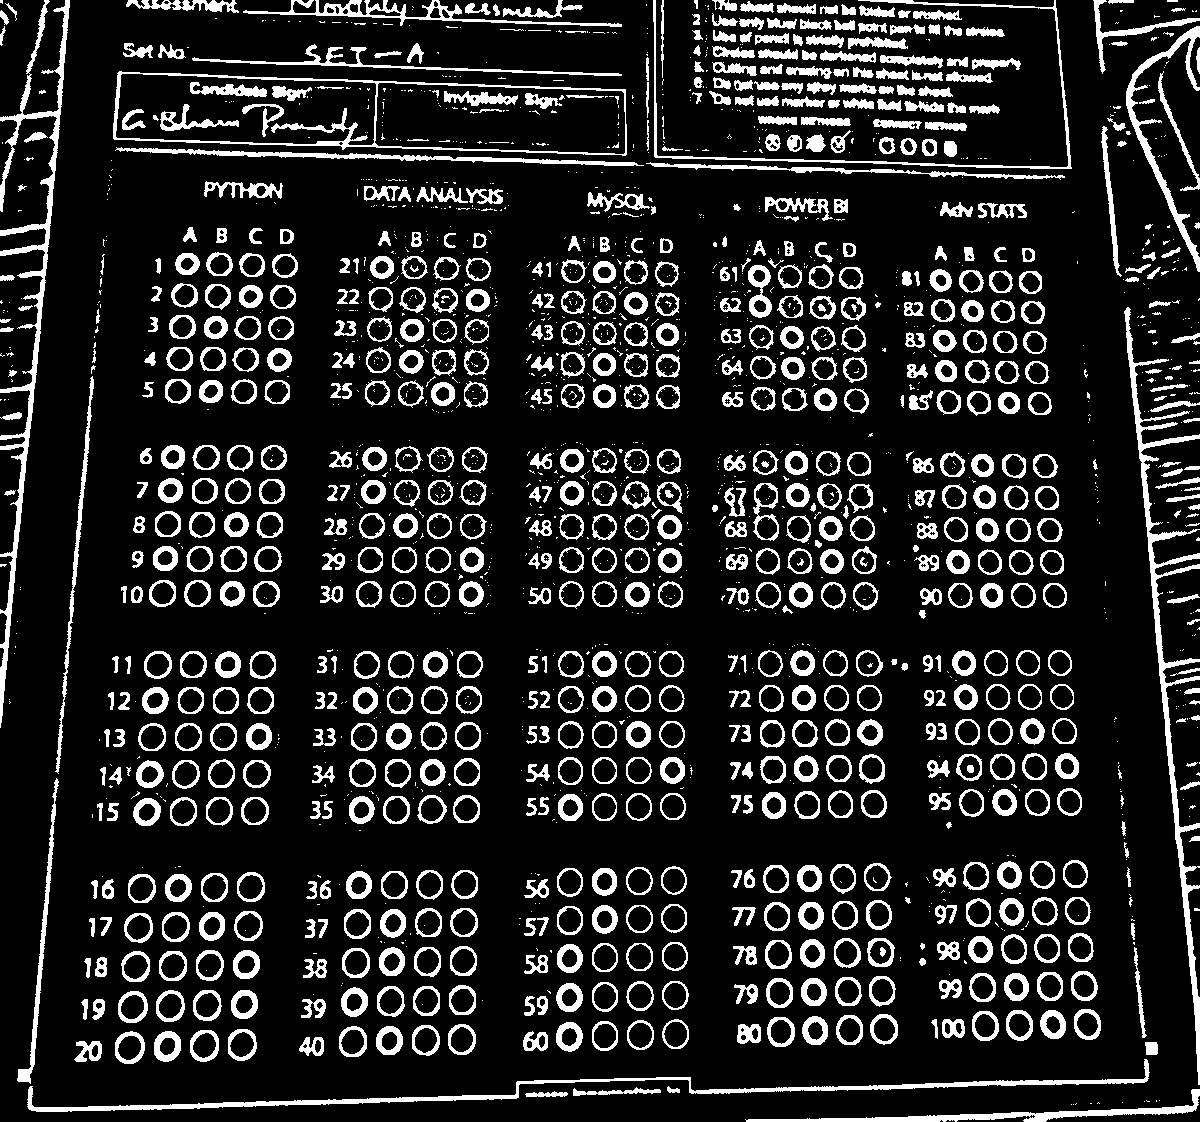 Assessment Monthly Assessment
Set No. SET-A
Candidate Sign. Invigilator Sign.
1 This sheet should not be folded or crushed.
2 Use only blue/ black ball point pen to fill the circles.
3 Use of pencil is strictly prohibited.
4 Circles should be darkened completely and properly
5 Cutting and erasing on this sheet is not allowed.
6 Do not use any stray marks on the sheet.
7 Do not use marker or white fluid to hide the mark
WRONG METHODS CORRECT METHOD
PYTHON DATA ANALYSIS MySQL POWER BI Adv STATS
A B C D A B C D A B C D A B C D A B C D
1 21 41 61 81
2 22 42 62 82
3 23 43 63 83
4 24 44 64 84
5 25 45 65 85
6 26 46 66 86
7 27 47 67 87
8 28 48 68 88
9 29 49 69 89
10 30 50 70 90
11 31 51 71 91
12 32 52 72 92
13 33 53 73 93
14 34 54 74 94
15 35 55 75 95
16 36 56 76 96
17 37 57 77 97
18 38 58 78 98
19 39 59 79 99
20 40 60 80 100